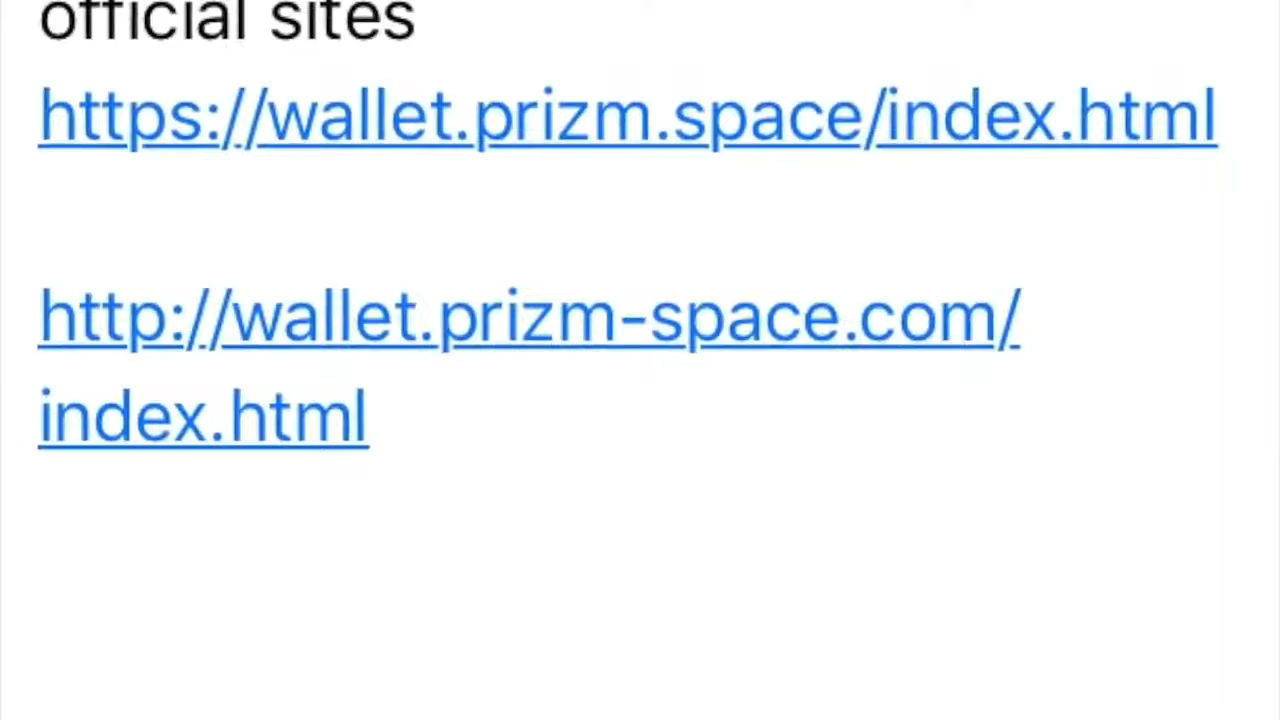 official sites
https://wallet.prizm.space/index.html
http://wallet.prizm-space.com/
index.html